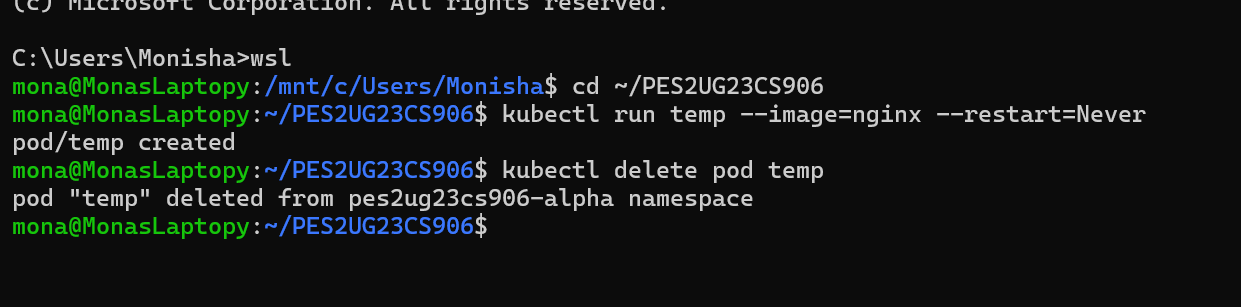 (c) Microsoft Corporation. All rights reserved.
C:\Users\Monisha>wsl
mona@MonasLaptopy:/mnt/c/Users/Monisha$ cd ~/PES2UG23CS906
mona@MonasLaptopy:~/PES2UG23CS906$ kubectl run temp --image=nginx --restart=Never
pod/temp created
mona@MonasLaptopy:~/PES2UG23CS906$ kubectl delete pod temp
pod "temp" deleted from pes2ug23cs906-alpha namespace
mona@MonasLaptopy:~/PES2UG23CS906$